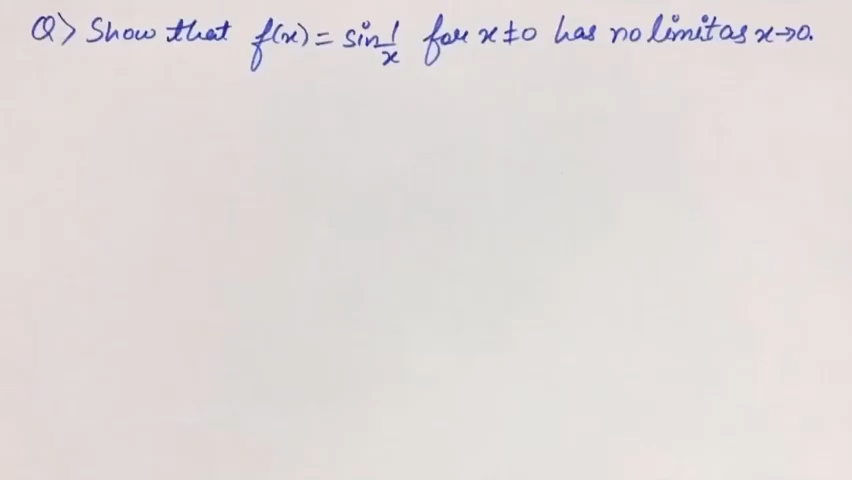 Q> Show that f(x) = sin 1/x for x ≠ 0 has no limit as x → 0.